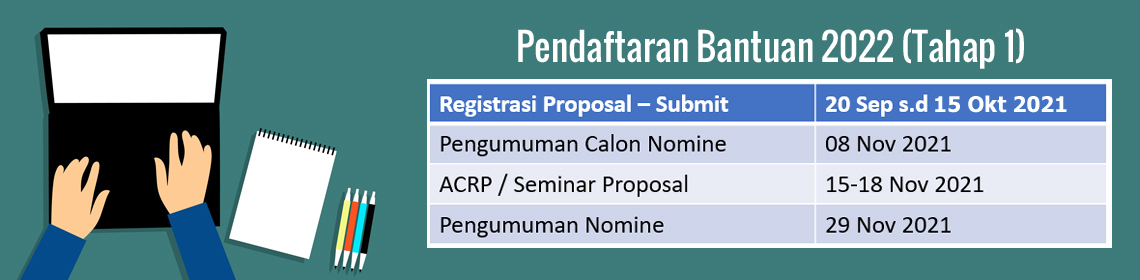 Pendaftaran Bantuan 2022 (Tahap 1)
Registrasi Proposal – Submit 20 Sep s.d 15 Okt 2021
Pengumuman Calon Nomine 08 Nov 2021
ACRP / Seminar Proposal 15-18 Nov 2021
Pengumuman Nomine 29 Nov 2021